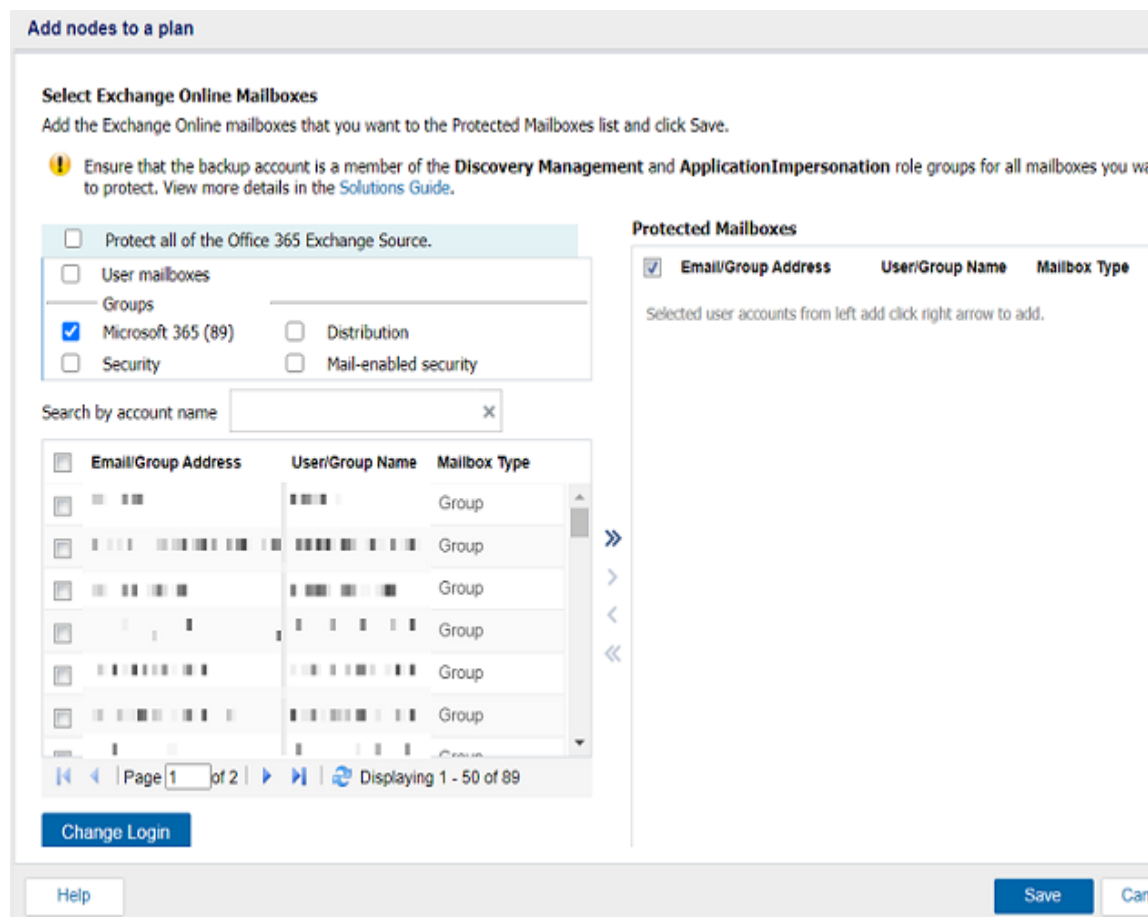 Add nodes to a plan
Select Exchange Online Mailboxes
Add the Exchange Online mailboxes that you want to the Protected Mailboxes list and click Save.
Ensure that the backup account is a member of the Discovery Management and ApplicationImpersonation role groups for all mailboxes you
to protect. View more details in the Solutions Guide.
Protect all of the Office 365 Exchange Source.
User mailboxes
Groups
Microsoft 365 (89) Distribution
Security Mail-enabled security
Search by account name
Email/Group Address User/Group Name Mailbox Type
Group
Group
Group
Group
Group
Group
Page 1 of 2 Displaying 1 - 50 of 89
Change Login
Protected Mailboxes
Email/Group Address User/Group Name Mailbox Type
Selected user accounts from left add click right arrow to add.
Help Save